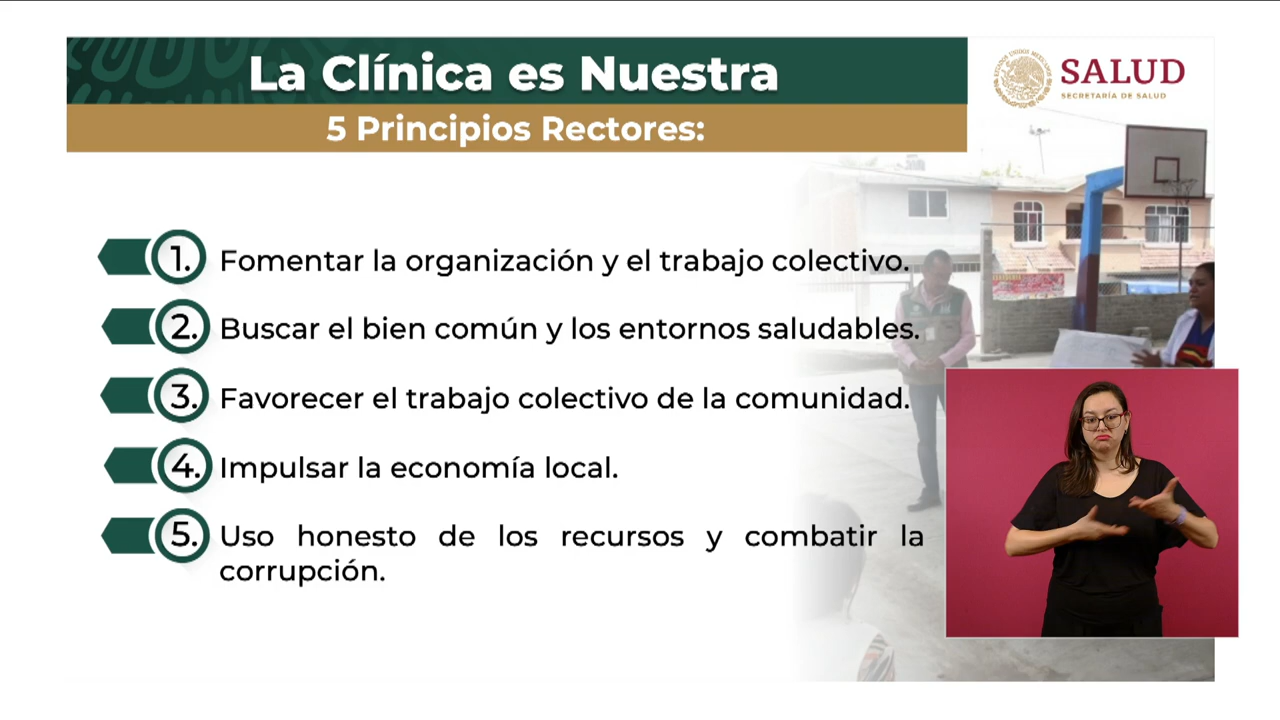 La Clínica es Nuestra
5 Principios Rectores:
SALUD
SECRETARÍA DE SALUD
1. Fomentar la organización y el trabajo colectivo.
2. Buscar el bien común y los entornos saludables.
3. Favorecer el trabajo colectivo de la comunidad.
4. Impulsar la economía local.
5. Uso honesto de los recursos y combatir la
corrupción.